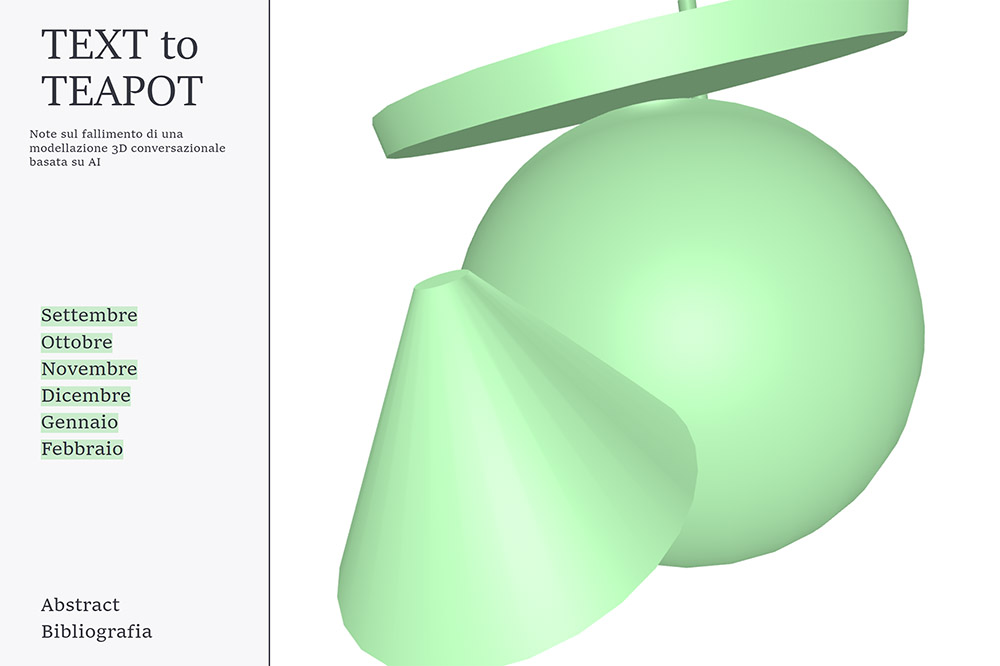 TEXT to
TEAPOT
Note sul fallimento di una
modellazione 3D conversazionale
basata su AI
Settembre
Ottobre
Novembre
Dicembre
Gennaio
Febbraio
Abstract
Bibliografia